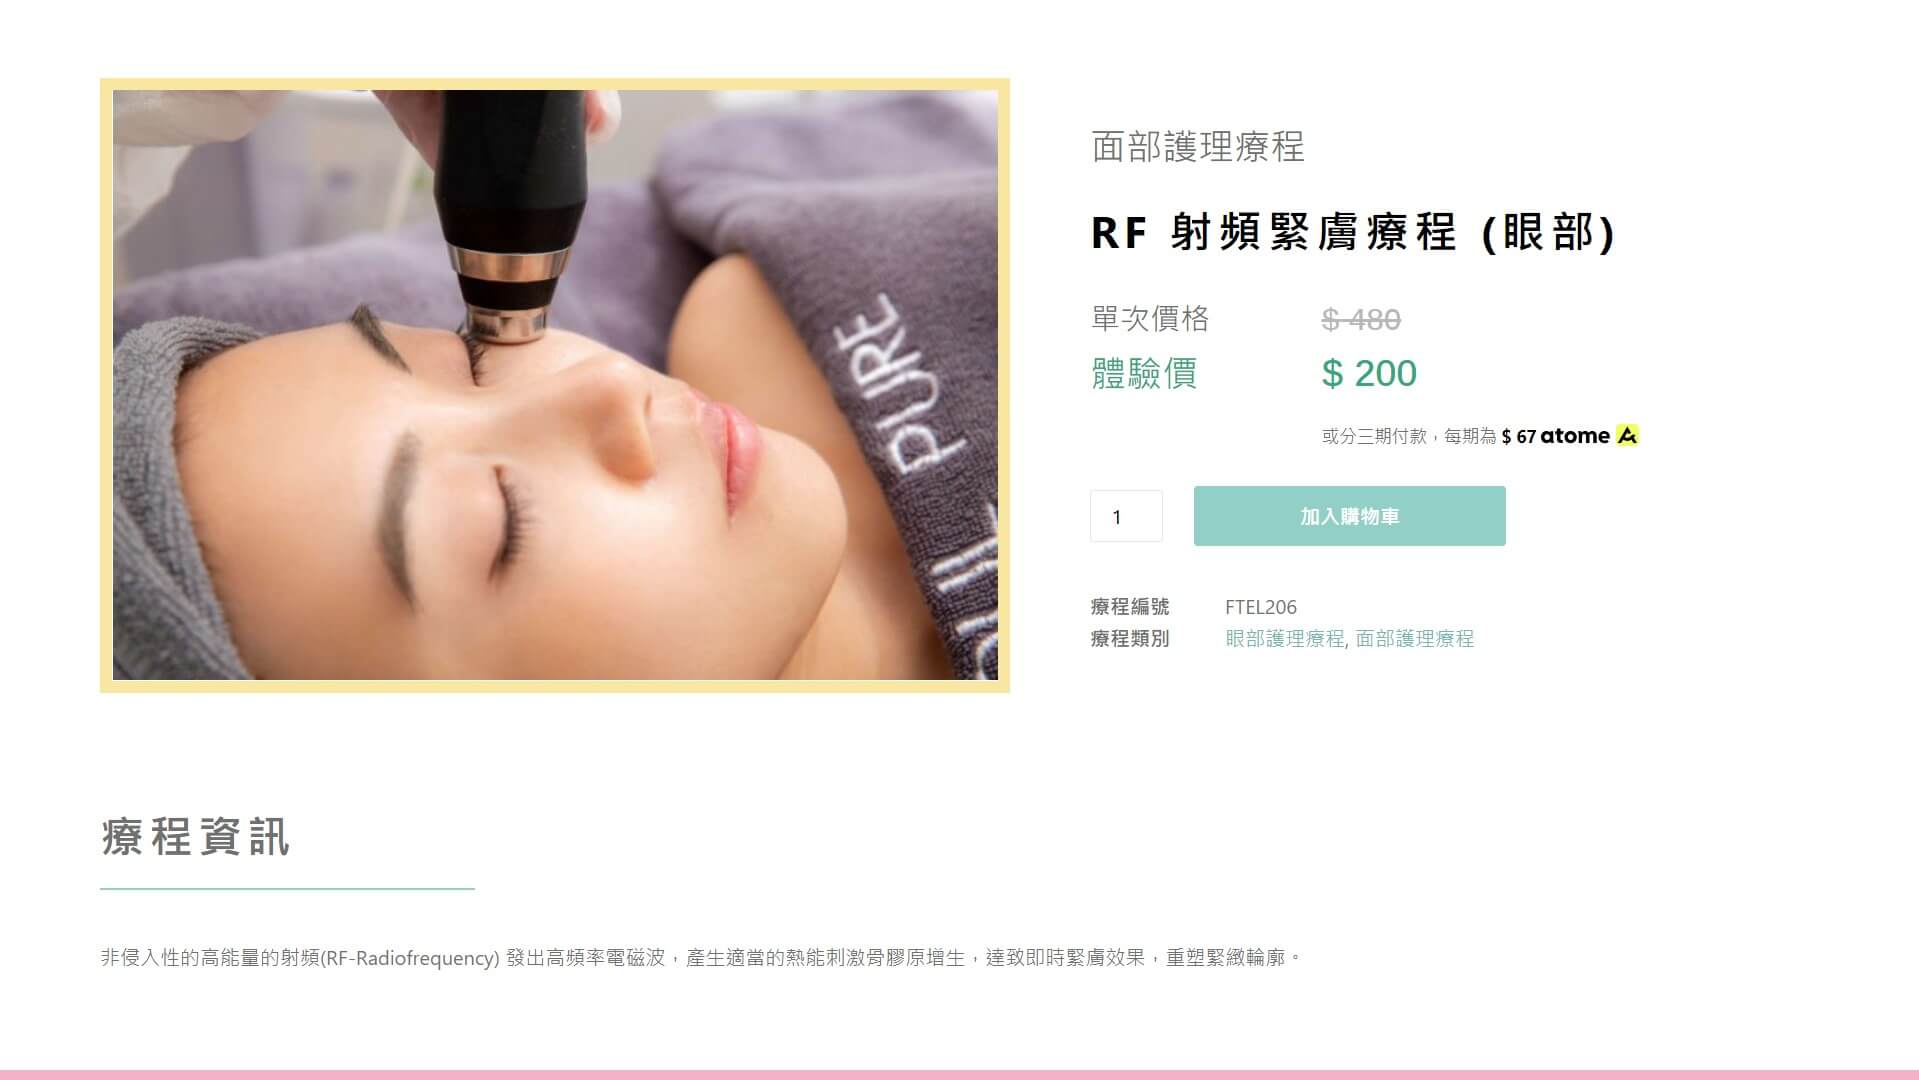 PURE
面部護理療程
RF 射頻緊膚療程 (眼部)
單次價格 $ 480
體驗價 $ 200
或分三期付款，每期為 $ 67 atome
1 加入購物車
療程編號 FTEL206
療程類別 眼部護理療程, 面部護理療程
療程資訊
非侵入性的高能量的射頻(RF-Radiofrequency) 發出高頻率電磁波，產生適當的熱能刺激骨膠原增生，達致即時緊膚效果，重塑緊緻輪廓。